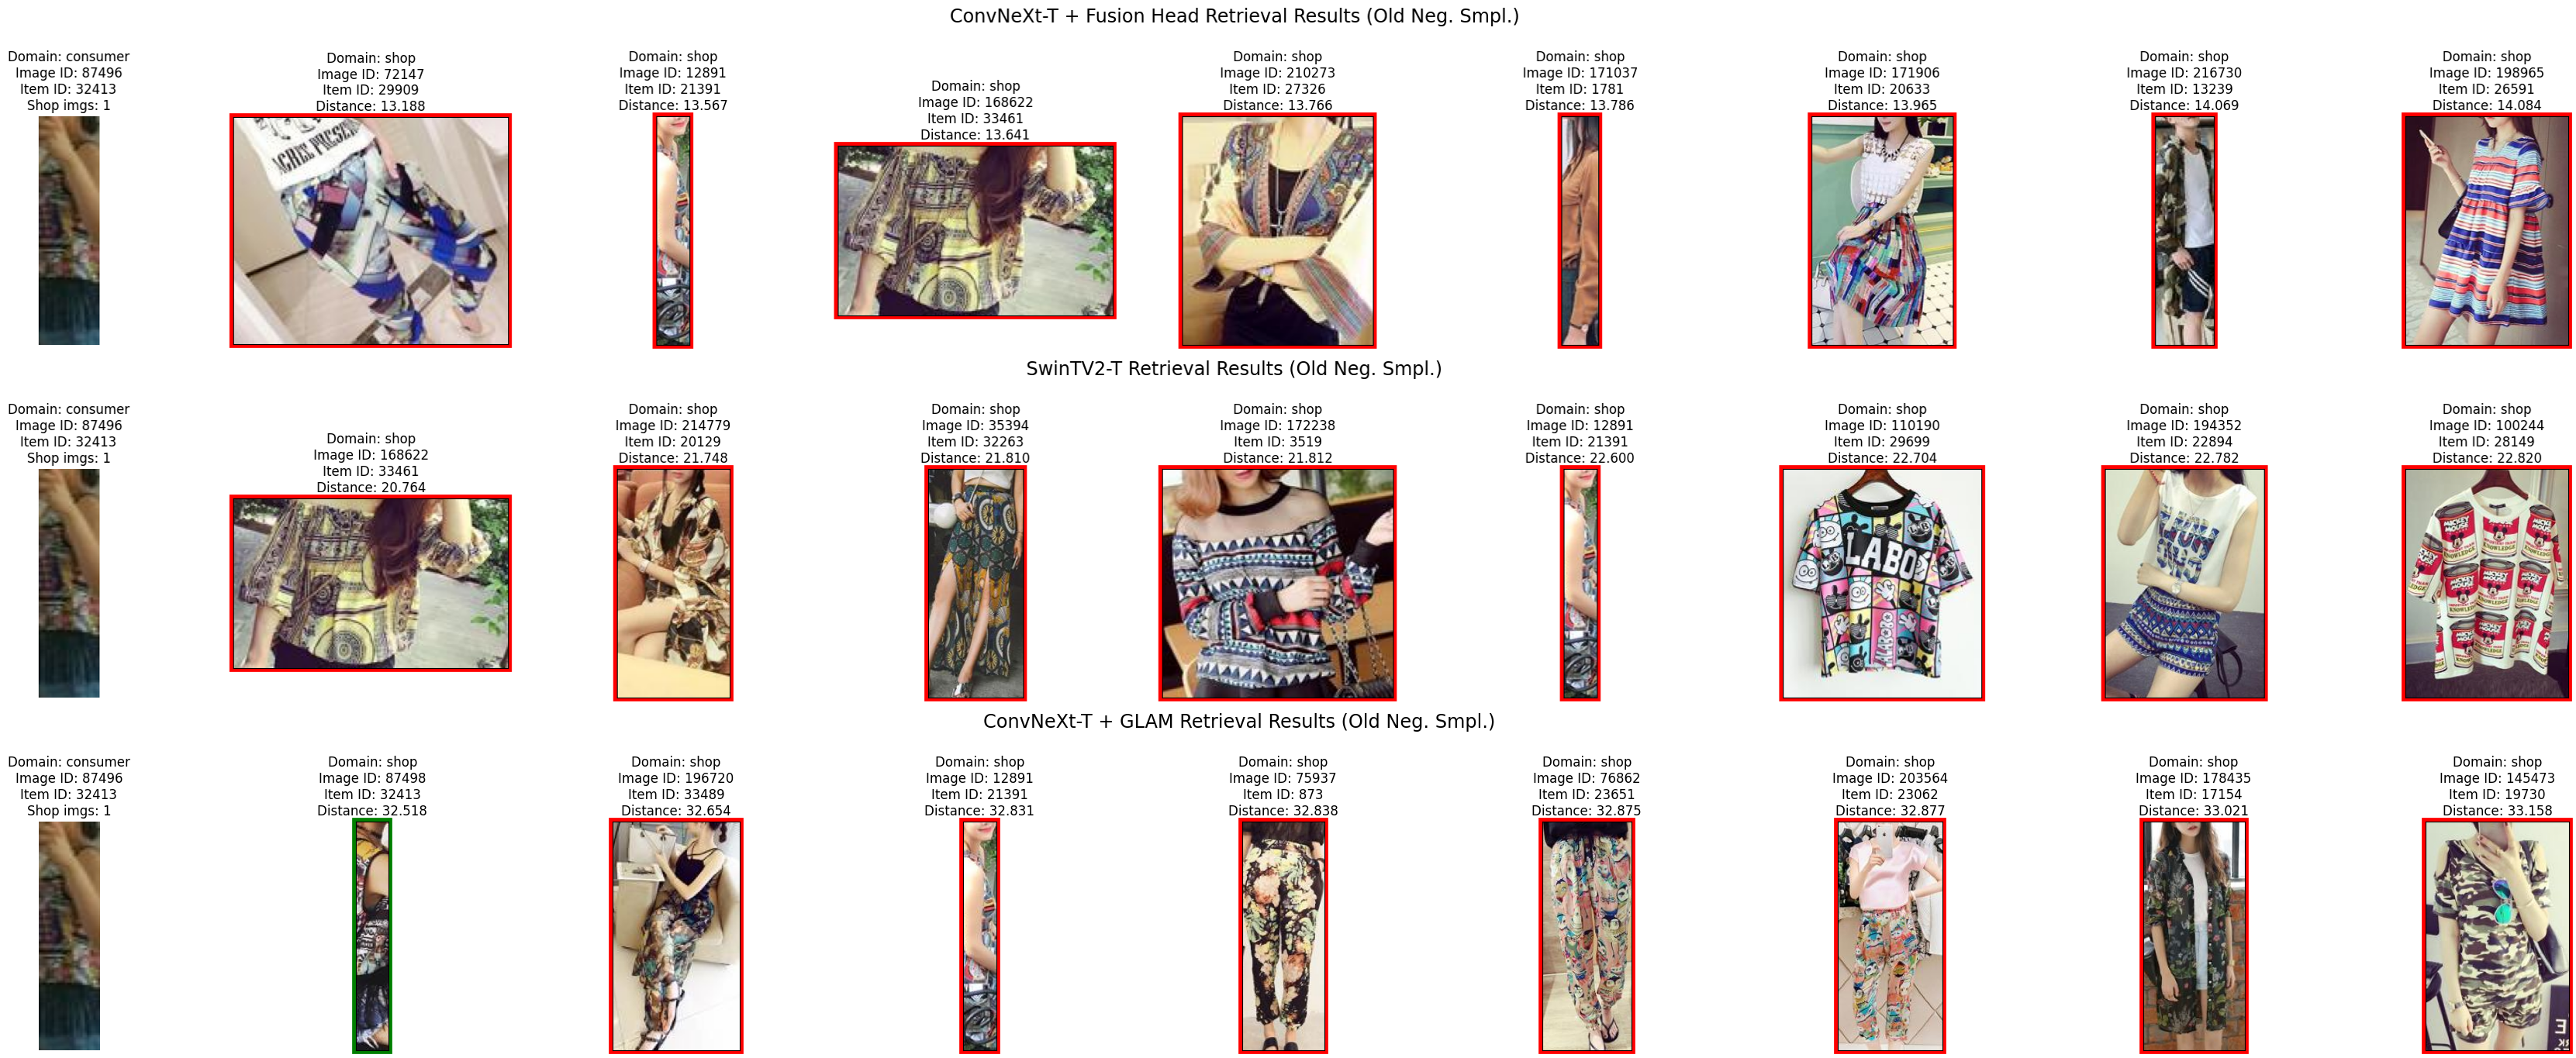 ConvNeXt-T + Fusion Head Retrieval Results (Old Neg. Smpl.)
Domain: consumer
Image ID: 87496
Item ID: 32413
Shop imgs: 1
Domain: shop
Image ID: 72147
Item ID: 29909
Distance: 13.188
Domain: shop
Image ID: 12891
Item ID: 21391
Distance: 13.567
Domain: shop
Image ID: 168622
Item ID: 33461
Distance: 13.641
Domain: shop
Image ID: 210273
Item ID: 27326
Distance: 13.766
Domain: shop
Image ID: 171037
Item ID: 1781
Distance: 13.786
Domain: shop
Image ID: 171906
Item ID: 20633
Distance: 13.965
Domain: shop
Image ID: 216730
Item ID: 13239
Distance: 14.069
Domain: shop
Image ID: 198965
Item ID: 26591
Distance: 14.084
SwinTV2-T Retrieval Results (Old Neg. Smpl.)
Domain: consumer
Image ID: 87496
Item ID: 32413
Shop imgs: 1
Domain: shop
Image ID: 168622
Item ID: 33461
Distance: 20.764
Domain: shop
Image ID: 214779
Item ID: 20129
Distance: 21.748
Domain: shop
Image ID: 35394
Item ID: 32263
Distance: 21.810
Domain: shop
Image ID: 172238
Item ID: 3519
Distance: 21.812
Domain: shop
Image ID: 12891
Item ID: 21391
Distance: 22.600
Domain: shop
Image ID: 110190
Item ID: 29699
Distance: 22.704
LABO
Domain: shop
Image ID: 194352
Item ID: 22894
Distance: 22.782
Domain: shop
Image ID: 100244
Item ID: 28149
Distance: 22.820
MICKEY
MOUSE
KNOWLEDGE
ConvNeXt-T + GLAM Retrieval Results (Old Neg. Smpl.)
Domain: consumer
Image ID: 87496
Item ID: 32413
Shop imgs: 1
Domain: shop
Image ID: 87498
Item ID: 32413
Distance: 32.518
Domain: shop
Image ID: 196720
Item ID: 33489
Distance: 32.654
Domain: shop
Image ID: 12891
Item ID: 21391
Distance: 32.831
Domain: shop
Image ID: 75937
Item ID: 873
Distance: 32.838
Domain: shop
Image ID: 76862
Item ID: 23651
Distance: 32.875
Domain: shop
Image ID: 203564
Item ID: 23062
Distance: 32.877
Domain: shop
Image ID: 178435
Item ID: 17154
Distance: 33.021
Domain: shop
Image ID: 145473
Item ID: 19730
Distance: 33.158